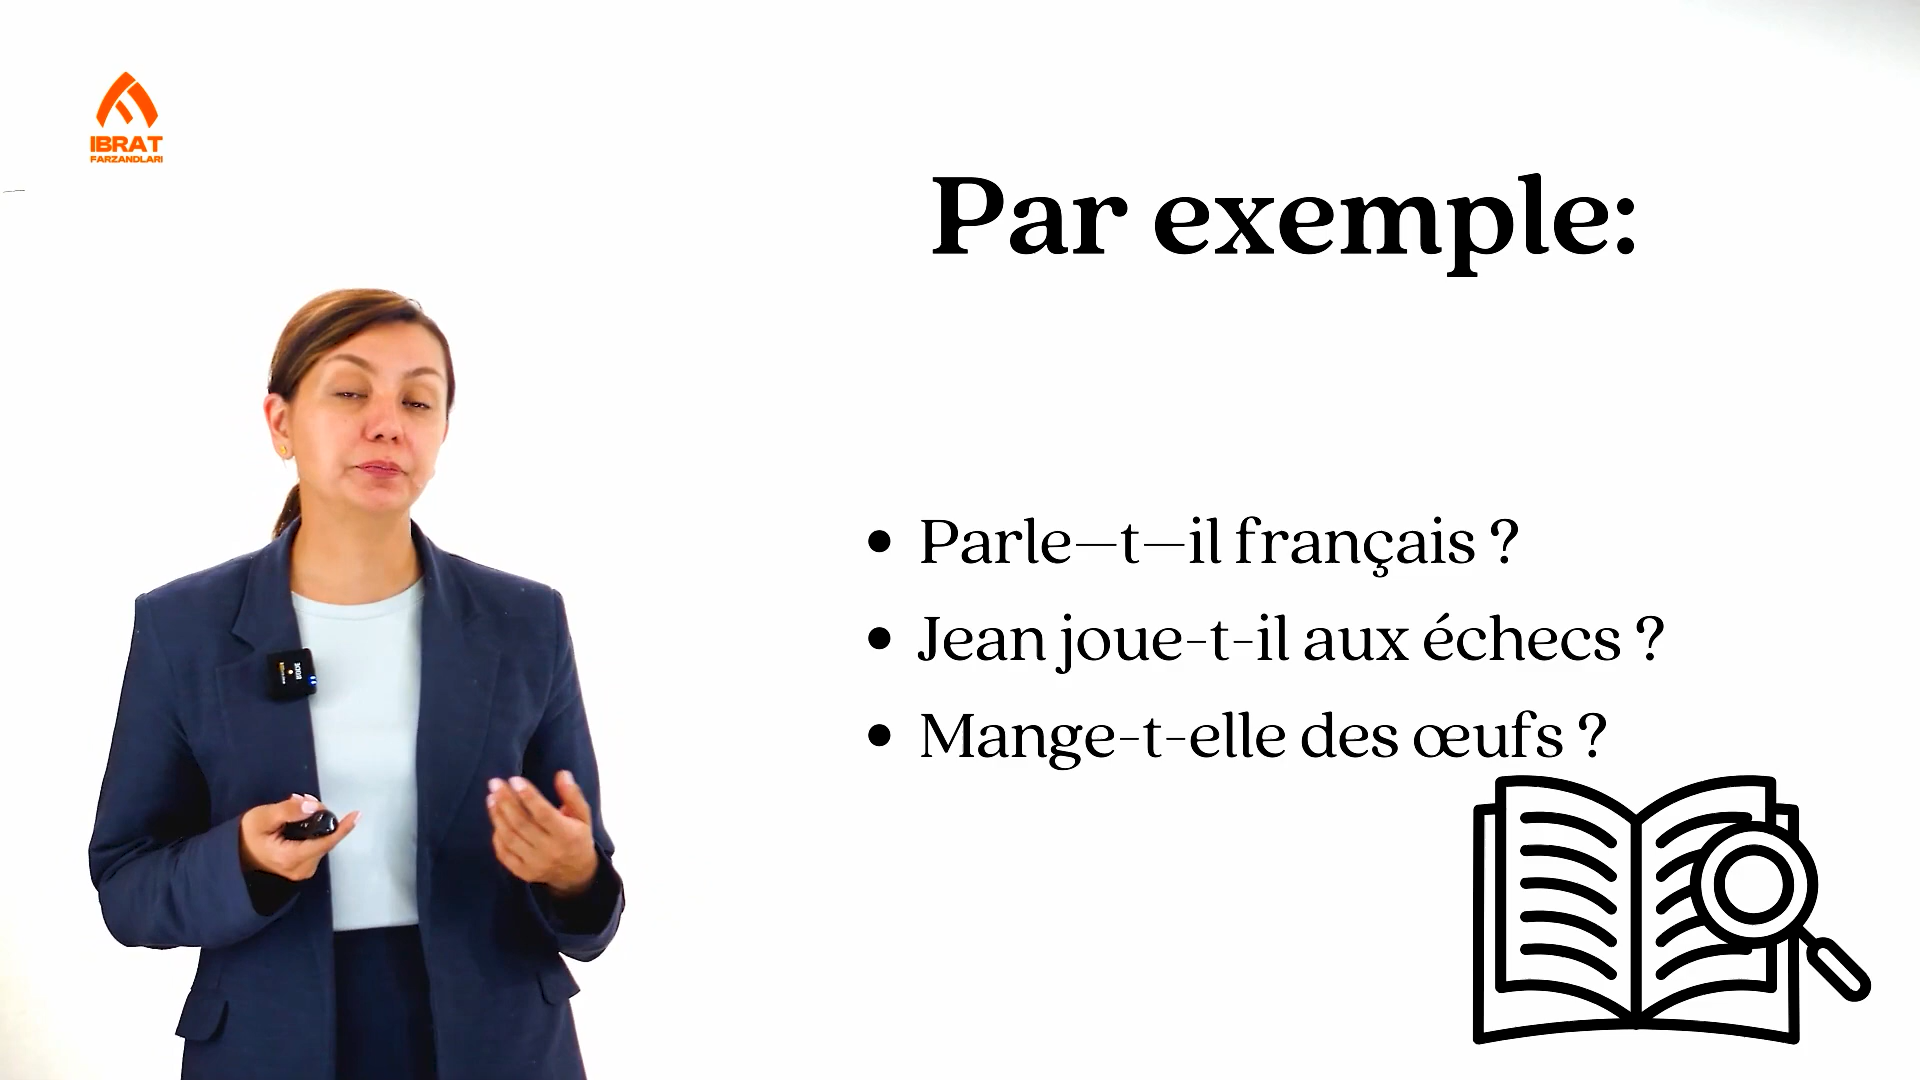 IBRAT
FARZANDLARI
Par exemple:
• Parle—t—il français ?
• Jean joue-t-il aux échecs ?
• Mange-t-elle des œufs ?